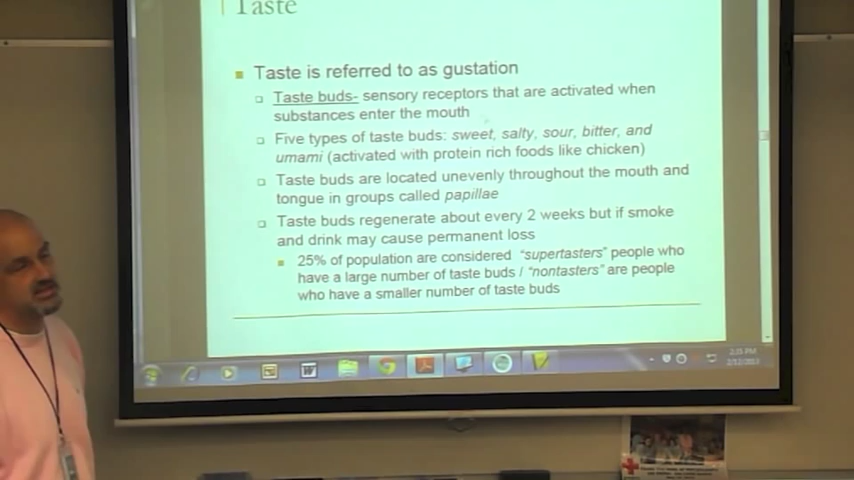 Taste
Taste is referred to as gustation
Taste buds- sensory receptors that are activated when
substances enter the mouth
Five types of taste buds: sweet, salty, sour, bitter, and
umami (activated with protein rich foods like chicken)
Taste buds are located unevenly throughout the mouth and
tongue in groups called papillae
Taste buds regenerate about every 2 weeks but if smoke
and drink may cause permanent loss
25% of population are considered "supertasters" people who
have a large number of taste buds / "nontasters" are people
who have a smaller number of taste buds